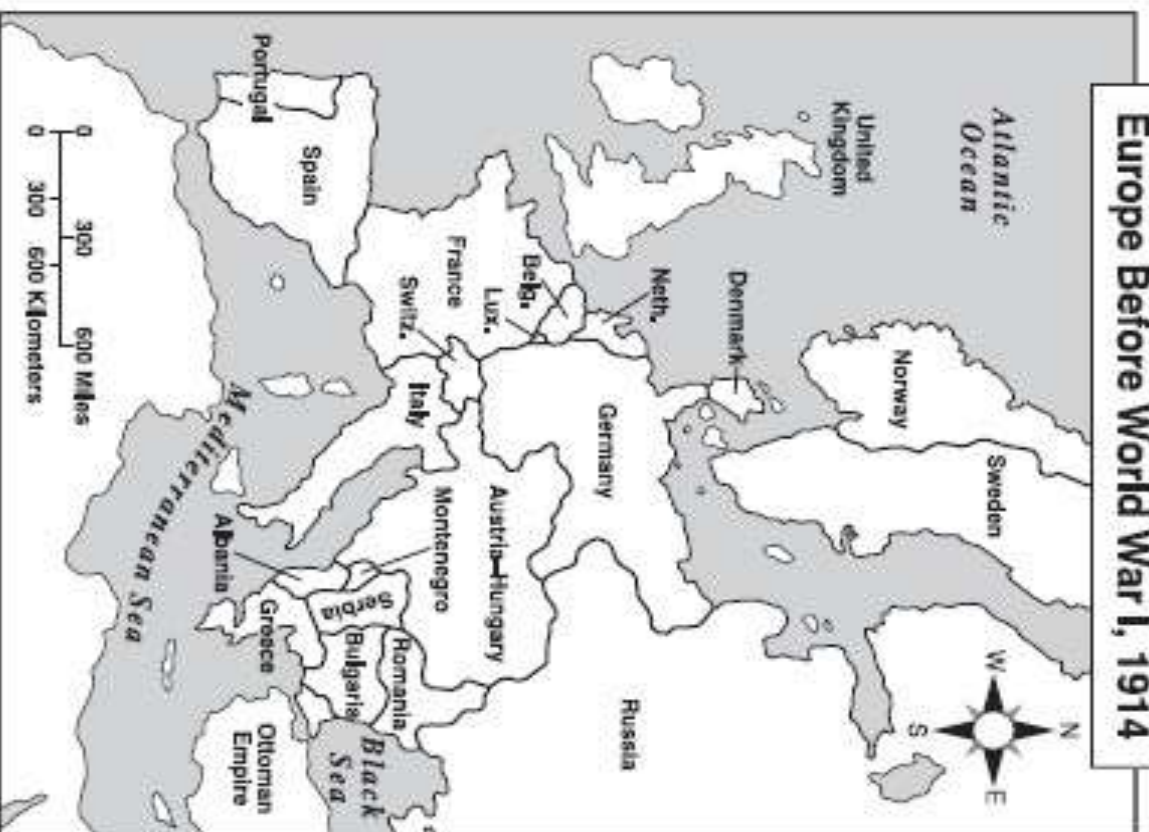 Europe Before World War I, 1914
Atlantic
Ocean
N
W
E
S
Norway
Sweden
United
Kingdom
Denmark
Neth.
Belg.
Lux.
Germany
Russia
France
Switz.
Austria-Hungary
Italy
Montenegro
Romania
Serbia
Bulgaria
Black
Sea
Portugal
Spain
Albania
Greece
Ottoman
Empire
Mediterranean Sea
0 300 600 Miles
0 300 600 Kilometers